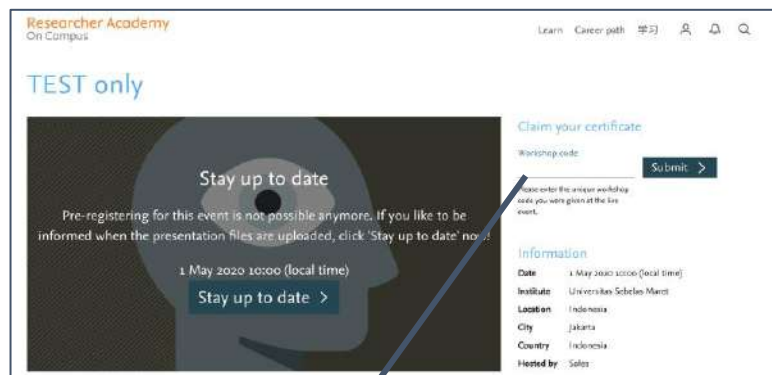 Researcher Academy
On Campus
Learn Career path 学习
TEST only
Stay up to date
Pre-registering for this event is not possible anymore. If you like to be
informed when the presentation files are uploaded, click 'Stay up to date' now!
1 May 2020 10:00 (local time)
Stay up to date >
Claim your certificate
Workshop code
Submit >
Please enter the unique workshop
code you were given at the live
event.
Information
Date 1 May 2020 10:00 (local time)
Institute Universitas Sebelas Maret
Location Indonesia
City Jakarta
Country Indonesia
Hosted by Sales